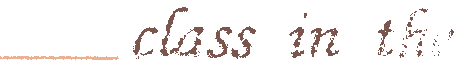 class in the